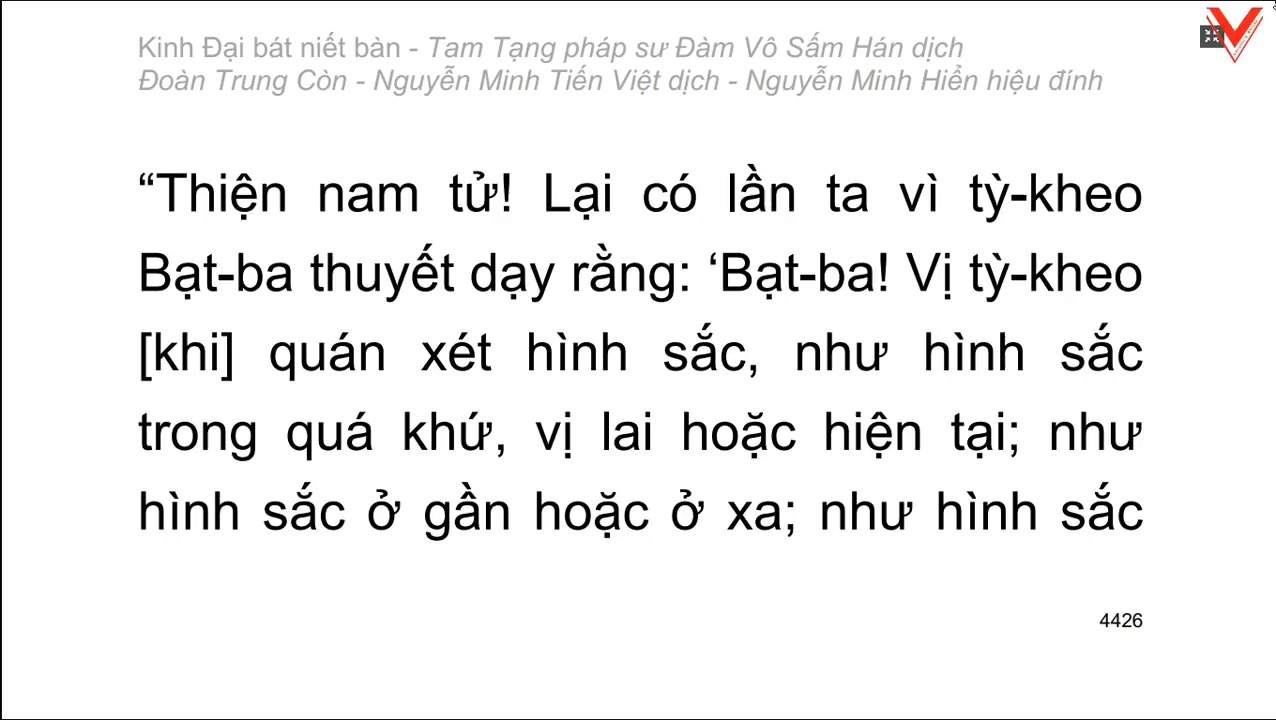 Kinh Đại bát niết bàn - Tam Tạng pháp sư Đàm Vô Sấm Hán dịch
Đoàn Trung Còn - Nguyễn Minh Tiến Việt dịch - Nguyễn Minh Hiển hiệu đính
“Thiện nam tử! Lại có lần ta vì tỳ-kheo
Bạt-ba thuyết dạy rằng: ‘Bạt-ba! Vị tỳ-kheo
[khi] quán xét hình sắc, như hình sắc
trong quá khứ, vị lai hoặc hiện tại; như
hình sắc ở gần hoặc ở xa; như hình sắc
4426